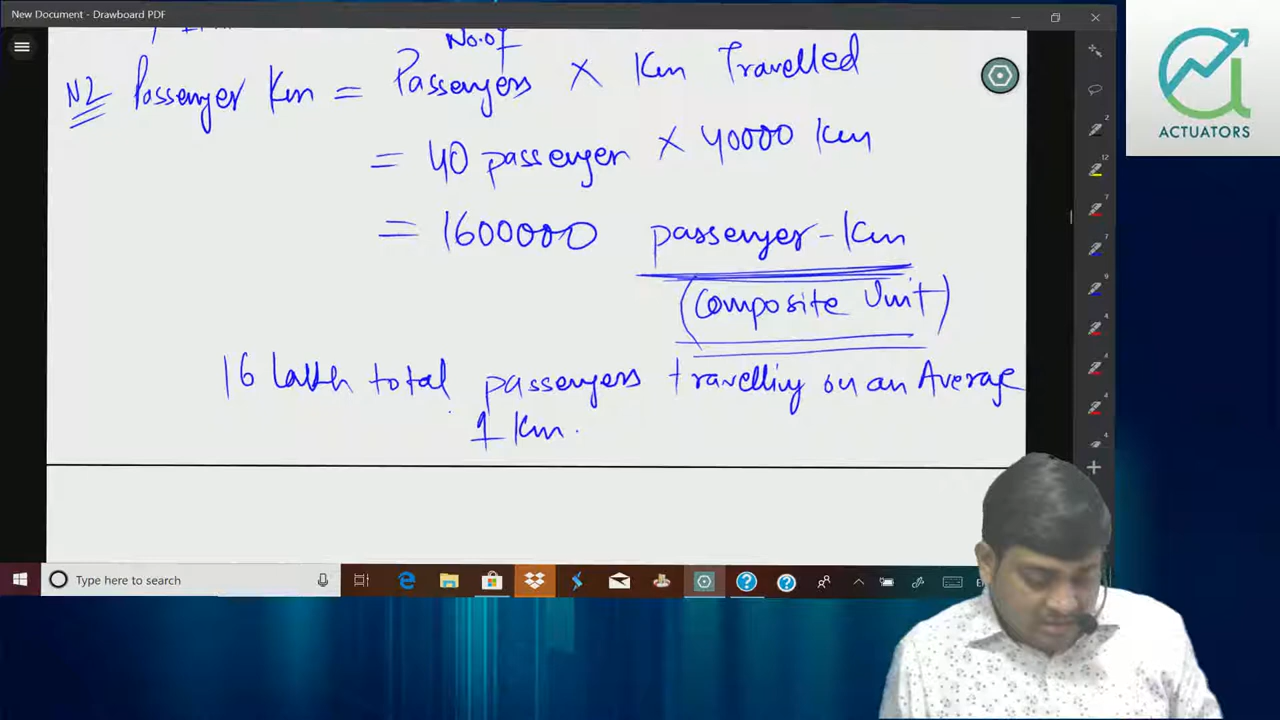 New Document - Drawboard PDF
No. of
N2 Passenger Km = Passengers × Km Travelled
= 40 passenger × 40000 Km
= 1600000 passenger-Km
(Composite Unit)
16 lakh total passengers travelling on an Average
1 Km.
ACTUATORS
Type here to search